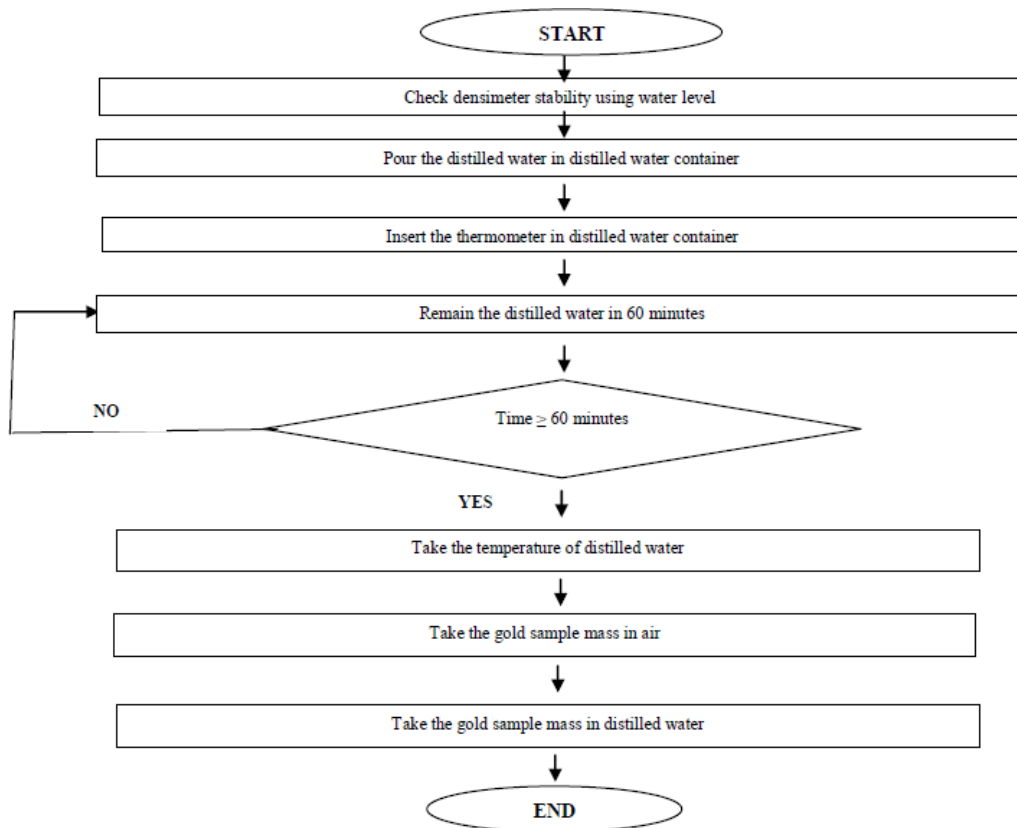 START
Check densimeter stability using water level
Pour the distilled water in distilled water container
Insert the thermometer in distilled water container
Remain the distilled water in 60 minutes
NO
Time ≥ 60 minutes
YES
Take the temperature of distilled water
Take the gold sample mass in air
Take the gold sample mass in distilled water
END